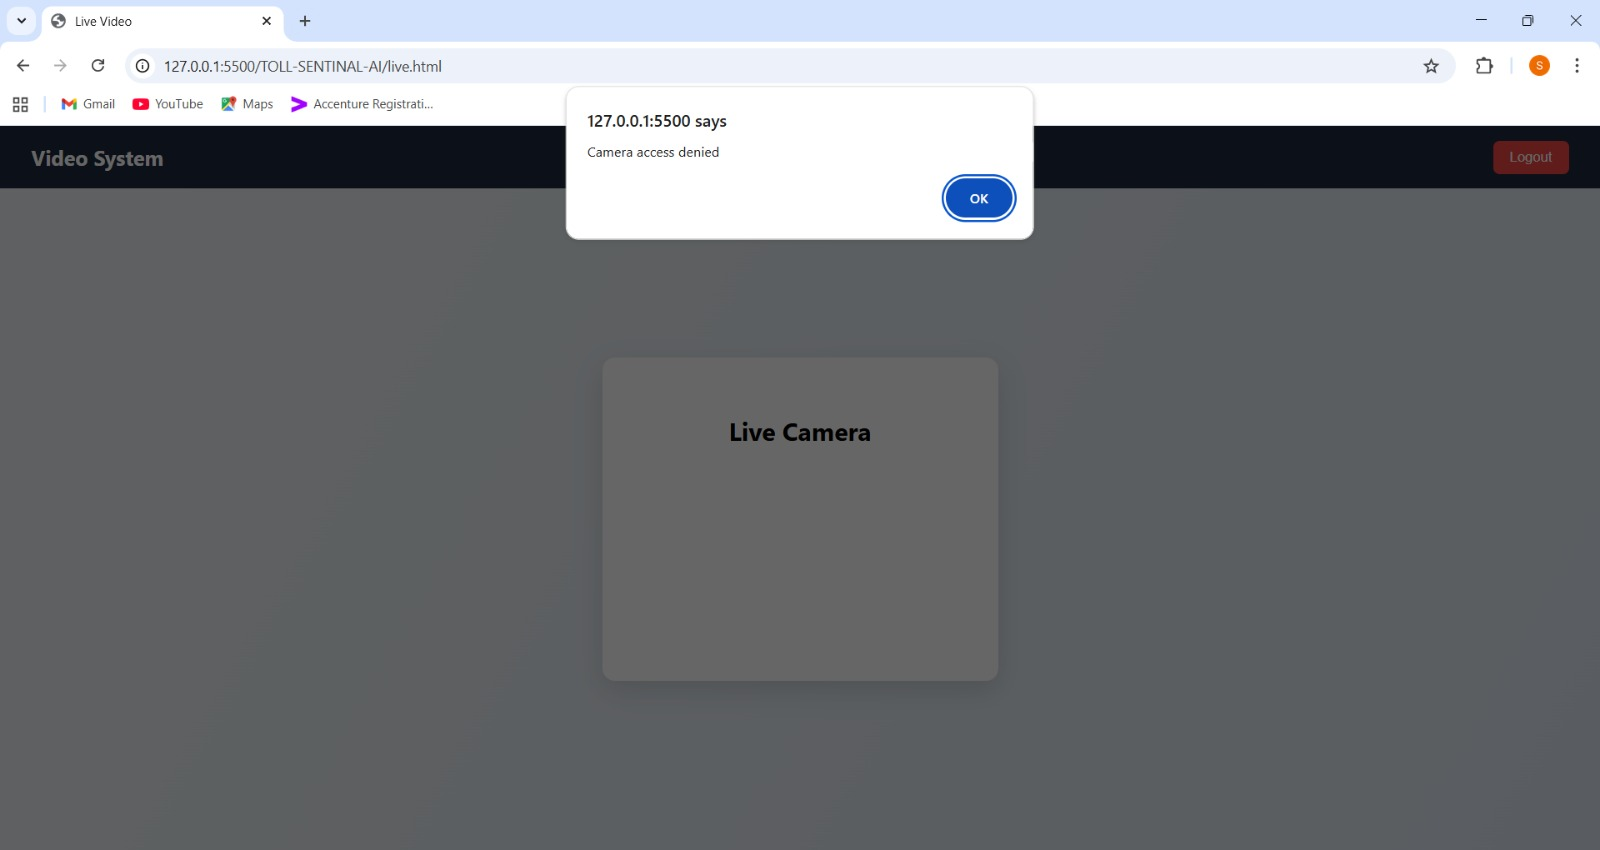 Live Video
127.0.0.1:5500/TOLL-SENTINAL-AI/live.html
S
Gmail
YouTube
Maps
Accenture Registrati...
127.0.0.1:5500 says
Camera access denied
OK
Video System
Logout
Live Camera